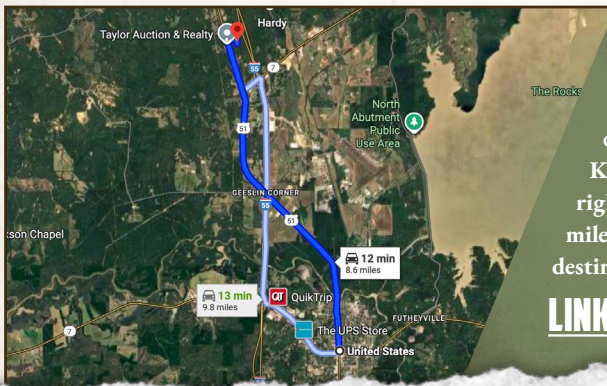 Hardy
Taylor Auction & Realty
55
7
The Rocks
North
Abutment
Public
Use Area
51
K
GEESLIN CORNER
55
righ
51
kson Chapel
mile
12 min
8.6 miles
destin
13 min
9.8 miles
QT
QuikTrip
LINK
7
The UPS Store
FUTHEYVILLE
United States